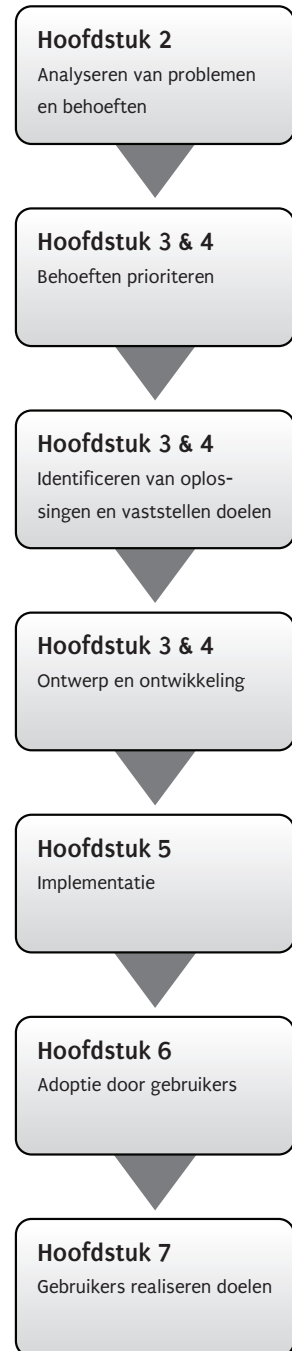 Hoofdstuk 2
Analyseren van problemen
en behoeften
Hoofdstuk 3 & 4
Behoeften prioriteren
Hoofdstuk 3 & 4
Identificeren van oplos-
singen en vaststellen doelen
Hoofdstuk 3 & 4
Ontwerp en ontwikkeling
Hoofdstuk 5
Implementatie
Hoofdstuk 6
Adoptie door gebruikers
Hoofdstuk 7
Gebruikers realiseren doelen